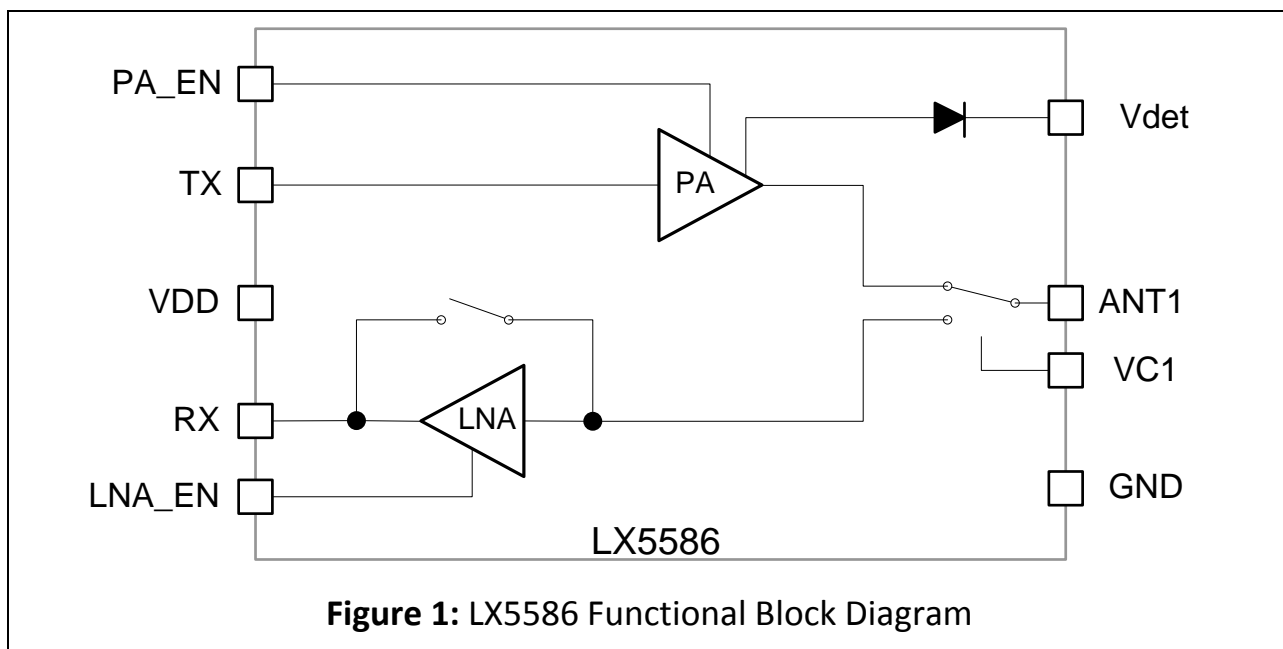 PA_EN
Vdet
TX
PA
VDD
ANT1
VC1
RX
LNA
LNA_EN
GND
LX5586
Figure 1: LX5586 Functional Block Diagram